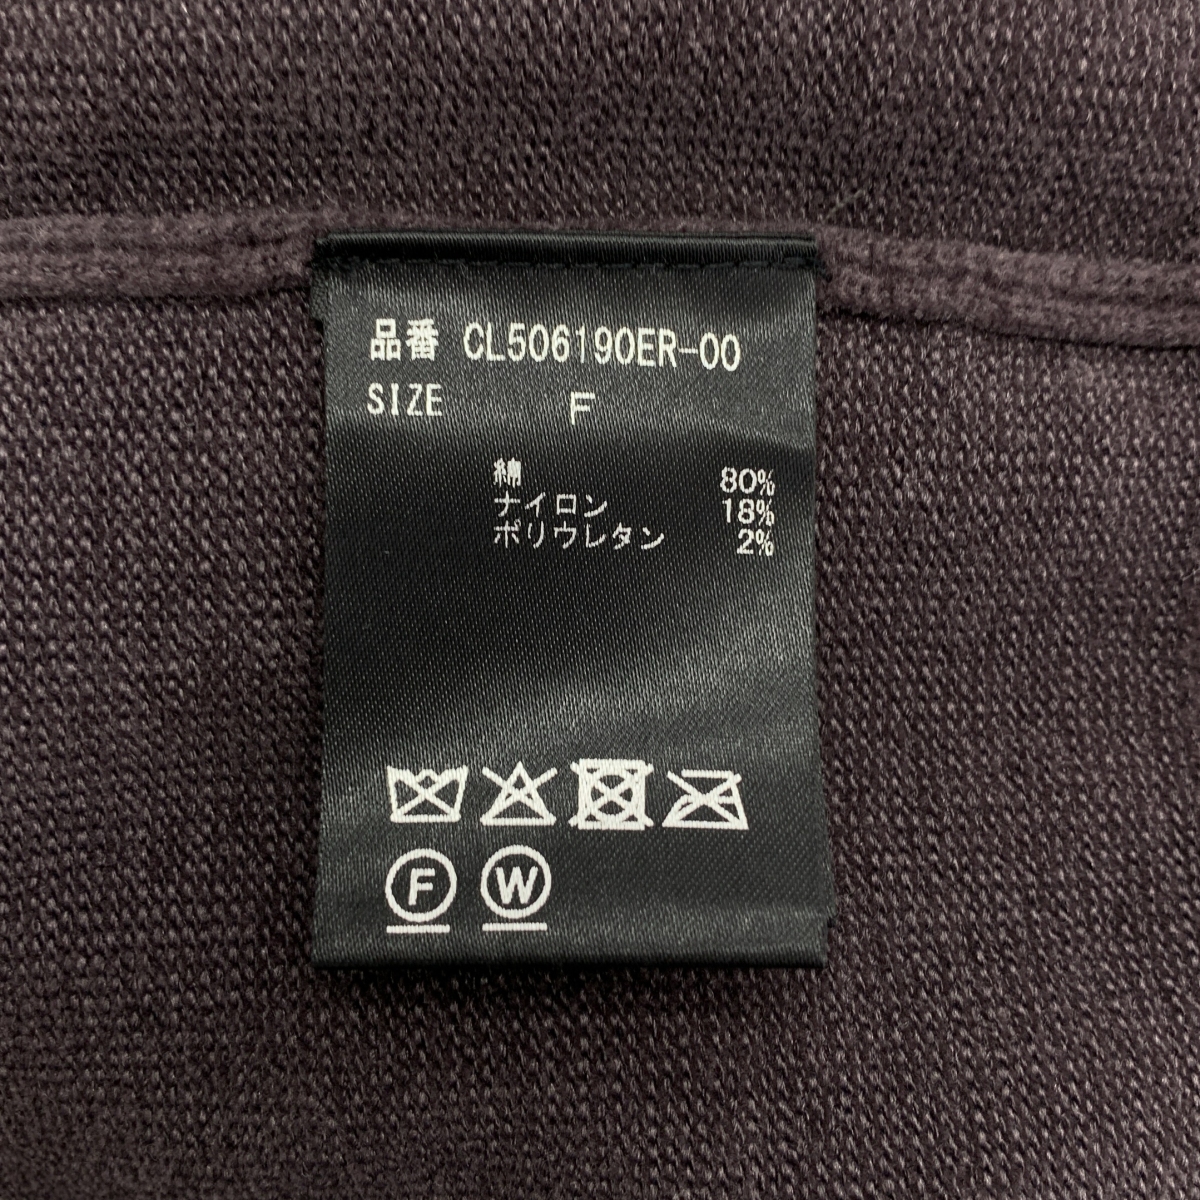 品番 CL506190ER-00
SIZE F
綿 80%
ナイロン 18%
ポリウレタン 2%
F W